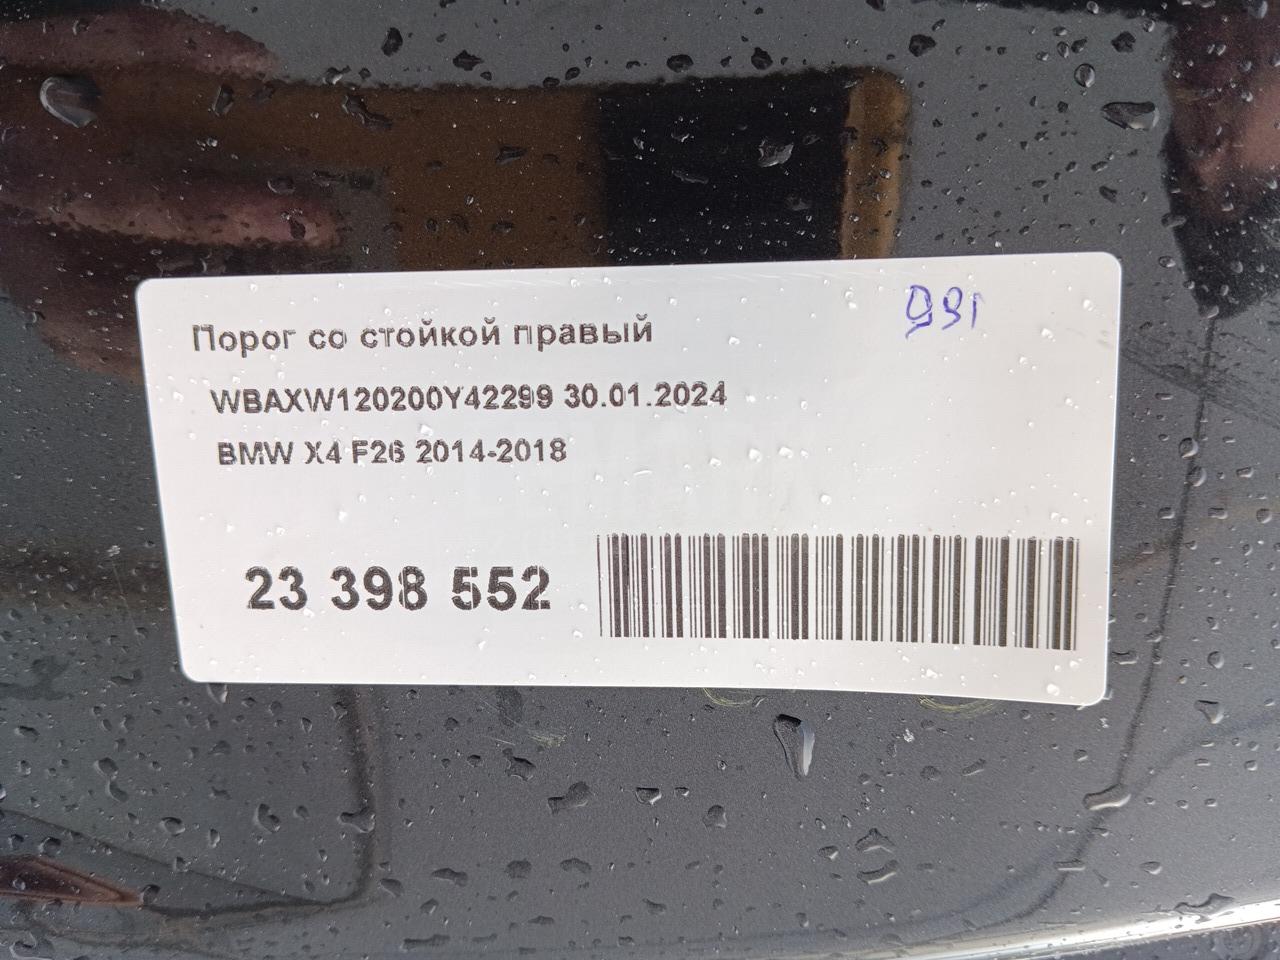 Порог со стойкой правый
WBAXW120200Y42299 30.01.2024
BMW X4 F26 2014-2018
23 398 552